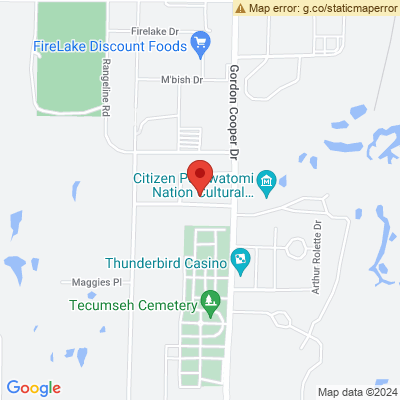 Map error: g.co/staticmaperror
Firelake Dr
FireLake Discount Foods
Rangeline Rd
M'bish Dr
Gordon Cooper Dr
Citizen P
watomi
Nation Cultural...
Arthur Rolette Dr
Thunderbird Casino
Maggies Pl
Tecumseh Cemetery
Google
Map data ©2024